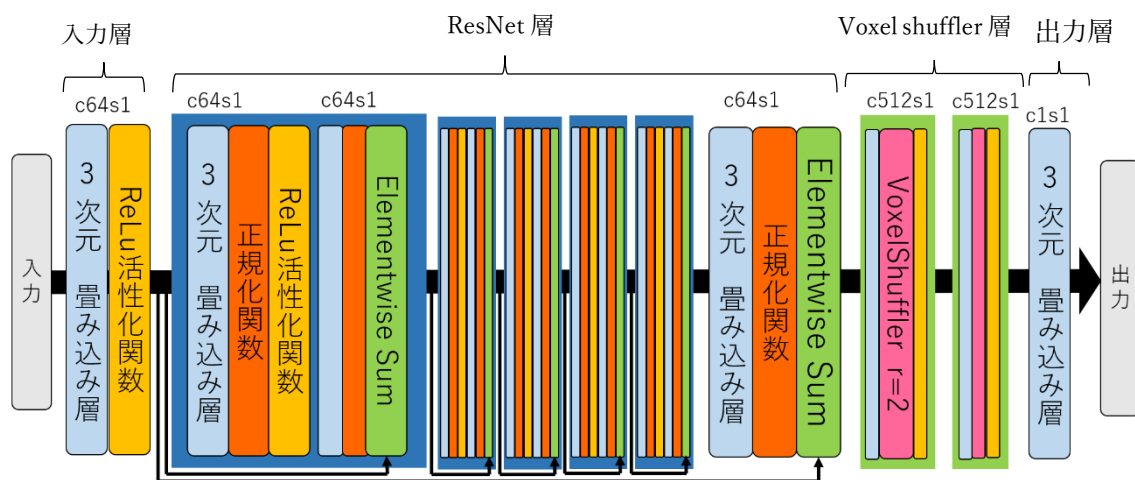 入力層
ResNet 層
Voxel shuffler 層
出力層
c64s1
c64s1
c64s1
c64s1
c512s1
c512s1
c1s1
入力
3次元 畳み込み層
ReLu活性化関数
3次元 畳み込み層
正規化関数
ReLu活性化関数
Elementwise Sum
3次元 畳み込み層
正規化関数
Elementwise Sum
VoxelShuffler r=2
3次元 畳み込み層
出力